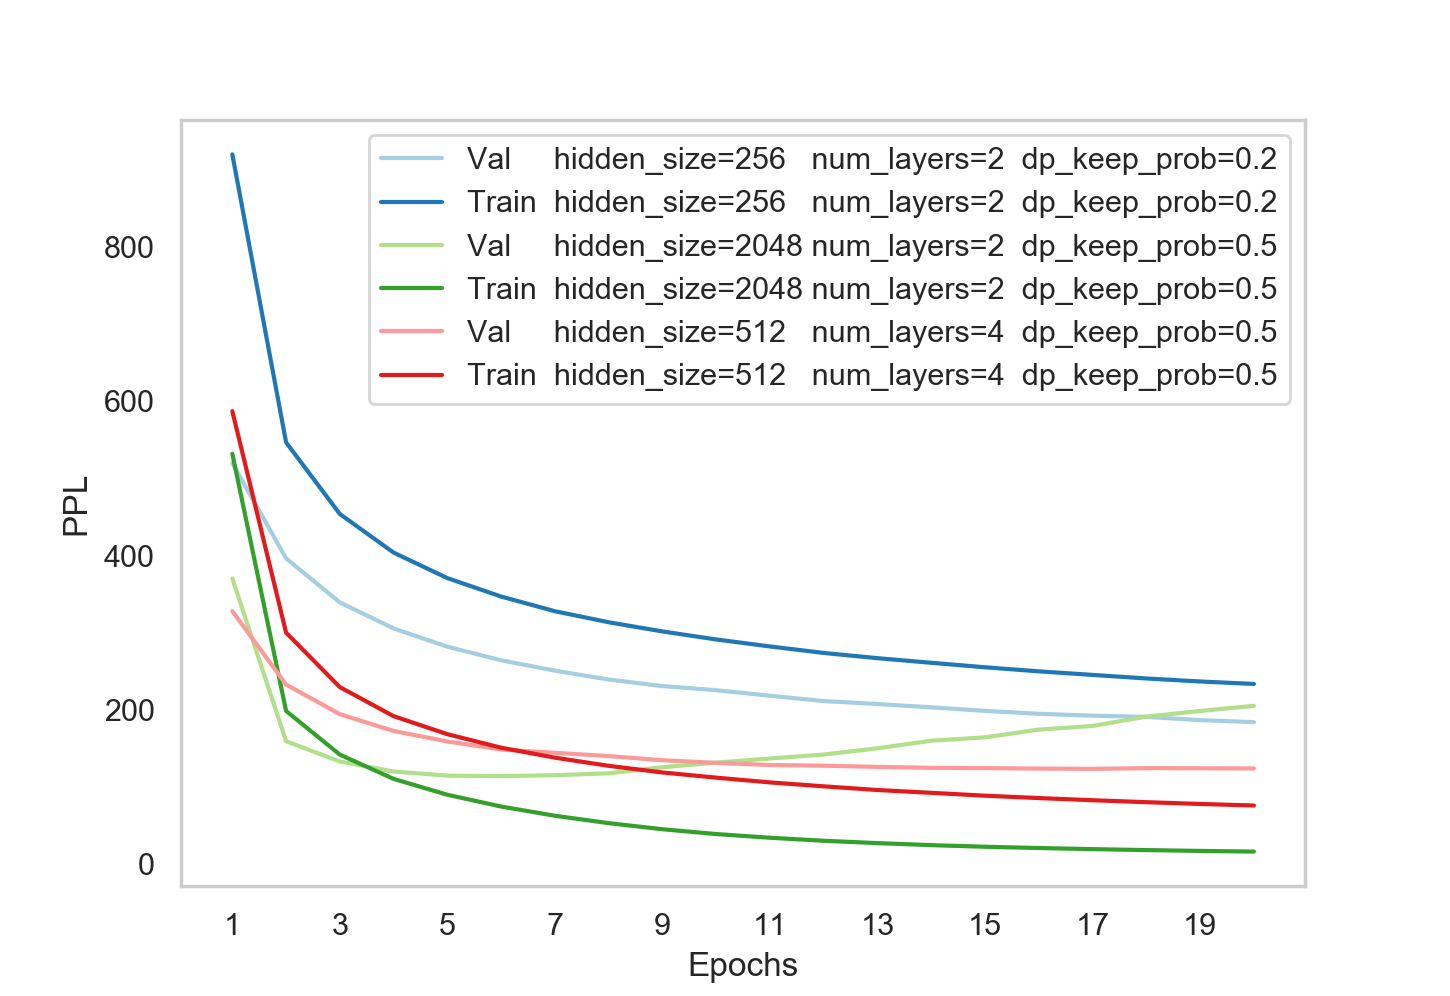 Val hidden_size=256 num_layers=2 dp_keep_prob=0.2
Train hidden_size=256 num_layers=2 dp_keep_prob=0.2
Val hidden_size=2048 num_layers=2 dp_keep_prob=0.5
Train hidden_size=2048 num_layers=2 dp_keep_prob=0.5
Val hidden_size=512 num_layers=4 dp_keep_prob=0.5
Train hidden_size=512 num_layers=4 dp_keep_prob=0.5
800
600
400
200
0
PPL
1 3 5 7 9 11 13 15 17 19
Epochs